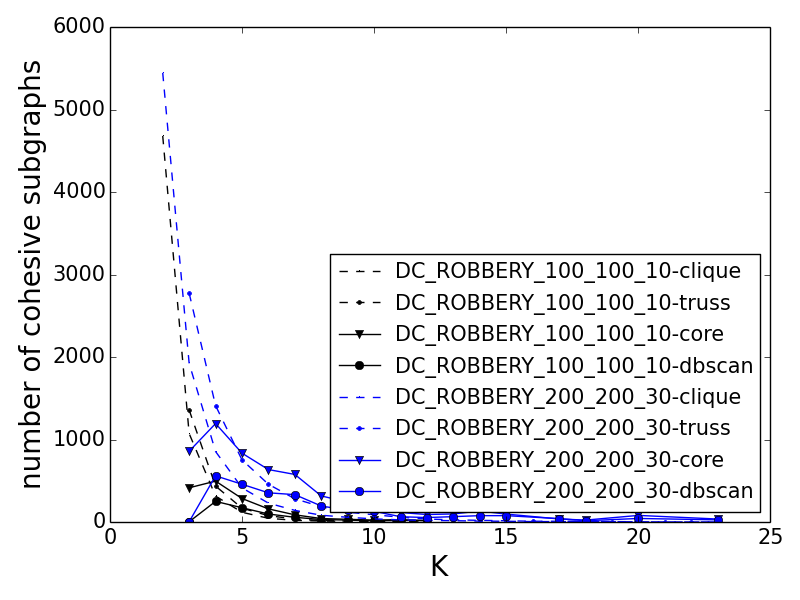 6000
5000
4000
3000
2000
1000
0
number of cohesive subgraphs
DC_ROBBERY_100_100_10-clique
DC_ROBBERY_100_100_10-truss
DC_ROBBERY_100_100_10-core
DC_ROBBERY_100_100_10-dbscan
DC_ROBBERY_200_200_30-clique
DC_ROBBERY_200_200_30-truss
DC_ROBBERY_200_200_30-core
DC_ROBBERY_200_200_30-dbscan
0 5 10 15 20 25
K